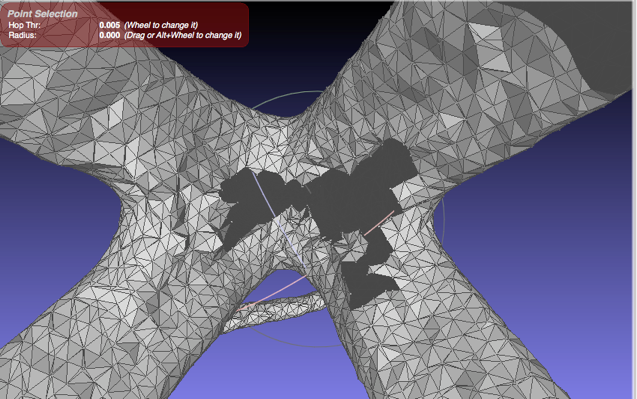 Point Selection
Hop Thr: 0.005 (Wheel to change it)
Radius: 0.000 (Drag or Alt+Wheel to change it)